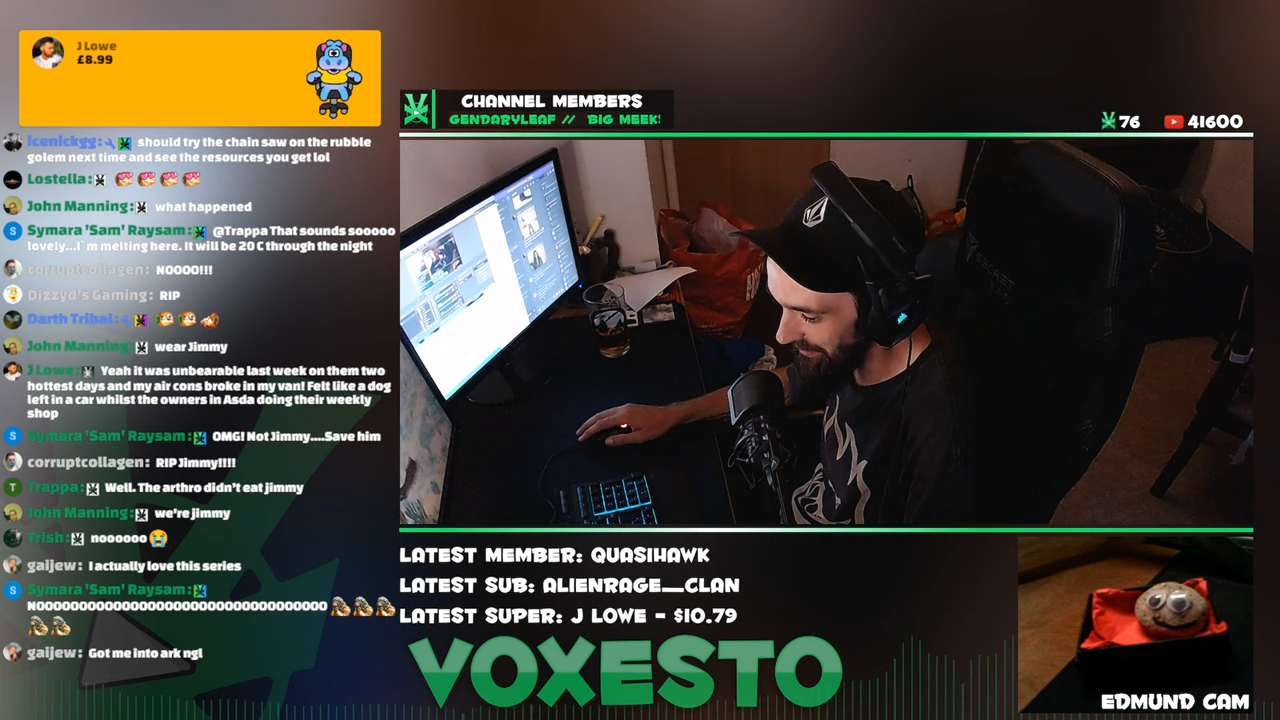 J Lowe
£8.99
icenickgg: should try the chain saw on the rubble
golem next time and see the resources you get lol
Lostella:
John Manning: what happened
Symara 'Sam' Raysam: @Trappa That sounds sooooo
lovely...I`m melting here. It will be 20 C through the night
corruptcollagen: NOOOO!!!
Dizzyd's Gaming: RIP
Darth Tribal:
John Manning: wear Jimmy
J Lowe: Yeah it was unbearable last week on them two
hottest days and my air cons broke in my van! Felt like a dog
left in a car whilst the owners in Asda doing their weekly
shop
Symara 'Sam' Raysam: OMG! Not Jimmy....Save him
corruptcollagen: RIP Jimmy!!!!
Trappa: Well. The arthro didn't eat jimmy
John Manning: we're jimmy
Trish: noooooo
gaijew: I actually love this series
Symara 'Sam' Raysam:
NOOOOOOOOOOOOOOOOOOOOOOOOOOOOOOOOOO
gaijew: Got me into ark ngl
CHANNEL MEMBERS
GENDARYLEAF // BIG MEEK!
76 41600
LATEST MEMBER: QUASIHAWK
LATEST SUB: ALIENRAGE_CLAN
LATEST SUPER: J LOWE - $10.79
VOXESTO
EDMUND CAM